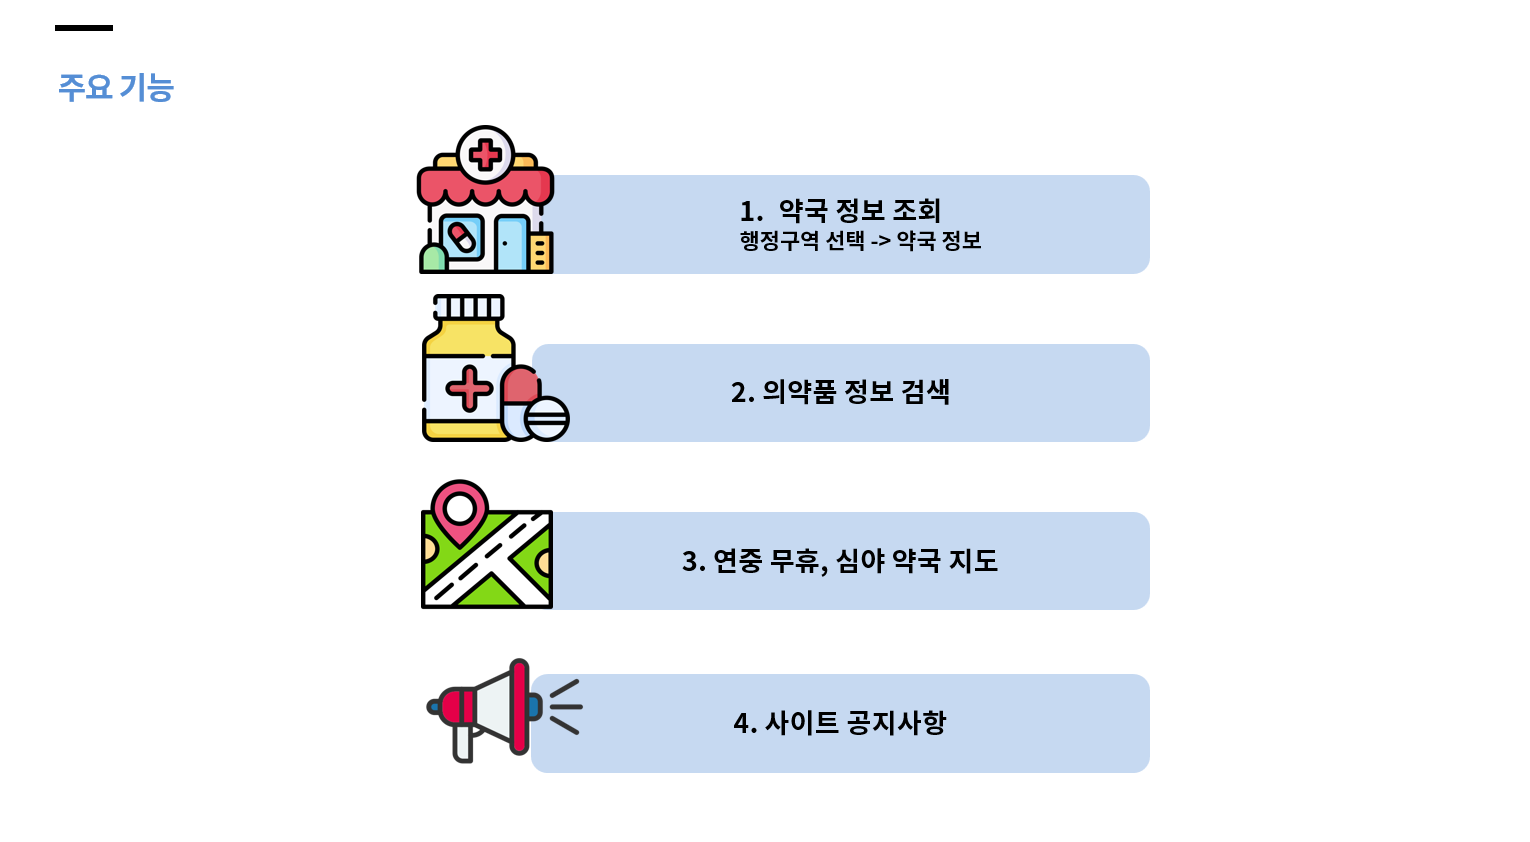 주요 기능
1. 약국 정보 조회
행정구역 선택 -> 약국 정보
2. 의약품 정보 검색
3. 연중 무휴, 심야 약국 지도
4. 사이트 공지사항